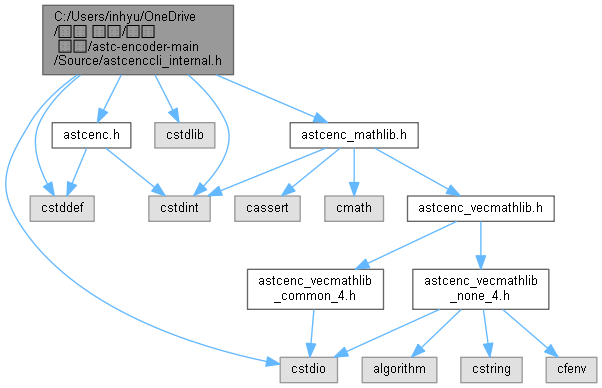 C:/Users/inhyu/OneDrive
/astc-encoder-main
/Source/astcenccli_internal.h
astcenc.h
cstdlib
astcenc_mathlib.h
cstddef
cstdint
cassert
cmath
astcenc_vecmathlib.h
astcenc_vecmathlib
_common_4.h
astcenc_vecmathlib
_none_4.h
cstdio
algorithm
cstring
cfenv